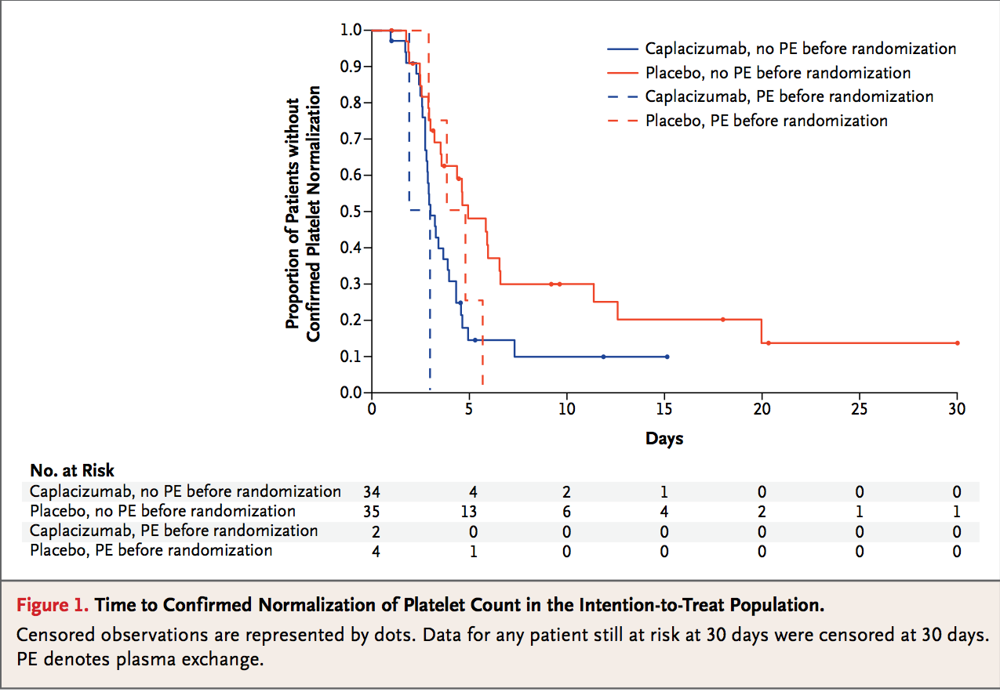 Proportion of Patients without
Confirmed Platelet Normalization
1.0
0.9
0.8
0.7
0.6
0.5
0.4
0.3
0.2
0.1
0.0
Caplacizumab, no PE before randomization
Placebo, no PE before randomization
Caplacizumab, PE before randomization
Placebo, PE before randomization
0 5 10 15 20 25 30
Days
No. at Risk
Caplacizumab, no PE before randomization 34 4 2 1 0 0 0
Placebo, no PE before randomization 35 13 6 4 2 1 1
Caplacizumab, PE before randomization 2 0 0 0 0 0 0
Placebo, PE before randomization 4 1 0 0 0 0 0
Figure 1. Time to Confirmed Normalization of Platelet Count in the Intention-to-Treat Population.
Censored observations are represented by dots. Data for any patient still at risk at 30 days were censored at 30 days.
PE denotes plasma exchange.